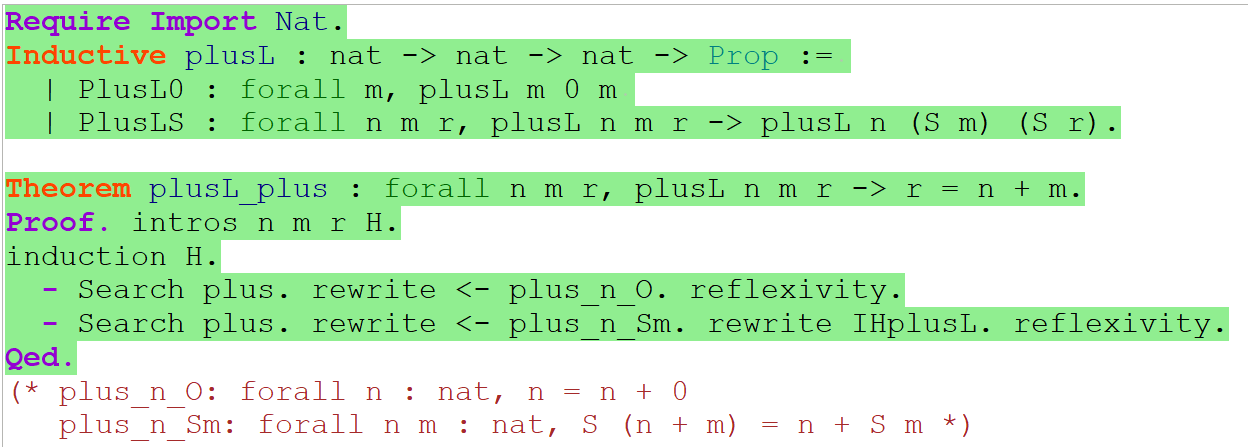 Require Import Nat.
Inductive plusL : nat -> nat -> nat -> Prop :=
  | PlusL0 : forall m, plusL m 0 m
  | PlusLS : forall n m r, plusL n m r -> plusL n (S m) (S r).
Theorem plusL_plus : forall n m r, plusL n m r -> r = n + m.
Proof. intros n m r H.
induction H.
  - Search plus. rewrite <- plus_n_O. reflexivity.
  - Search plus. rewrite <- plus_n_Sm. rewrite IHplusL. reflexivity.
Qed.
(* plus_n_O: forall n : nat, n = n + 0
   plus_n_Sm: forall n m : nat, S (n + m) = n + S m *)